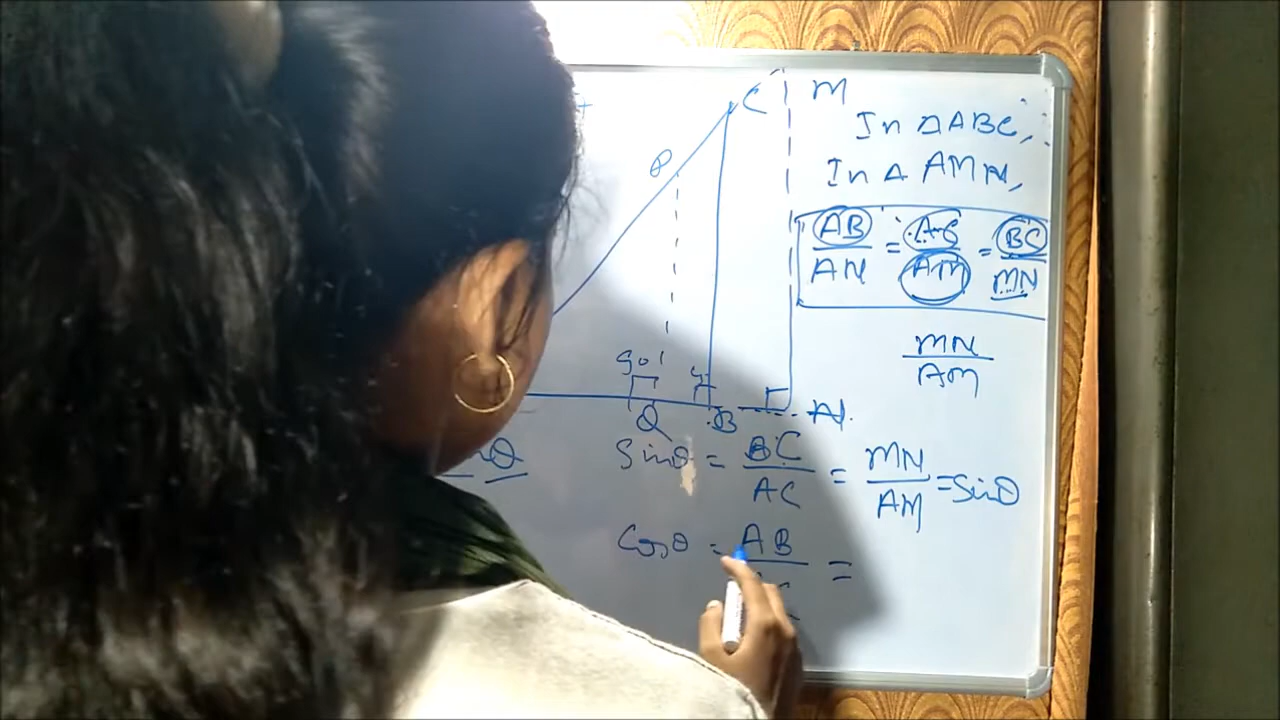 C
M
P
In △ ABC,
In △ AMN,
AB/AN = AC/AM = BC/MN
MN/AM
90
Q
B
N
Sinθ = BC/AC = MN/AM = Sinθ
Cosθ = AB/ =